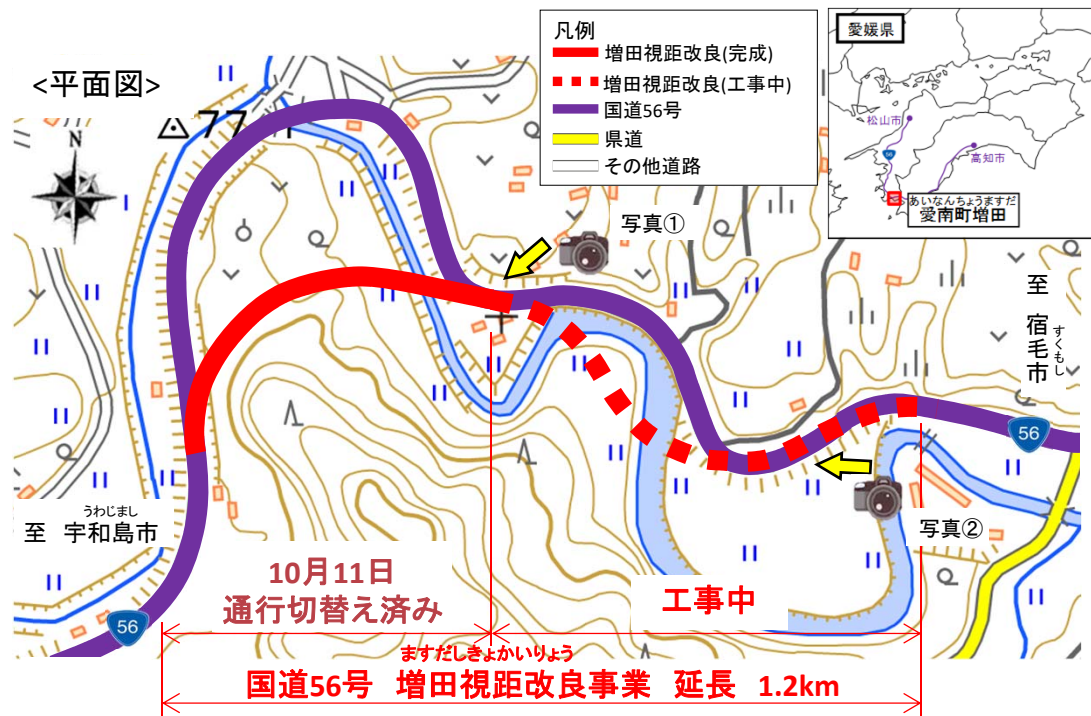 <平面図>
N
77
凡例
増田視距改良(完成)
増田視距改良(工事中)
国道56号
県道
その他道路
愛媛県
松山市
高知市
56
あいなんちょうますだ
愛南町増田
写真①
至
宿毛市
すくもし
56
写真②
うわじまし
至 宇和島市
56
10月11日
通行切替え済み
工事中
ますだしきょかいりょう
国道56号 増田視距改良事業 延長 1.2km